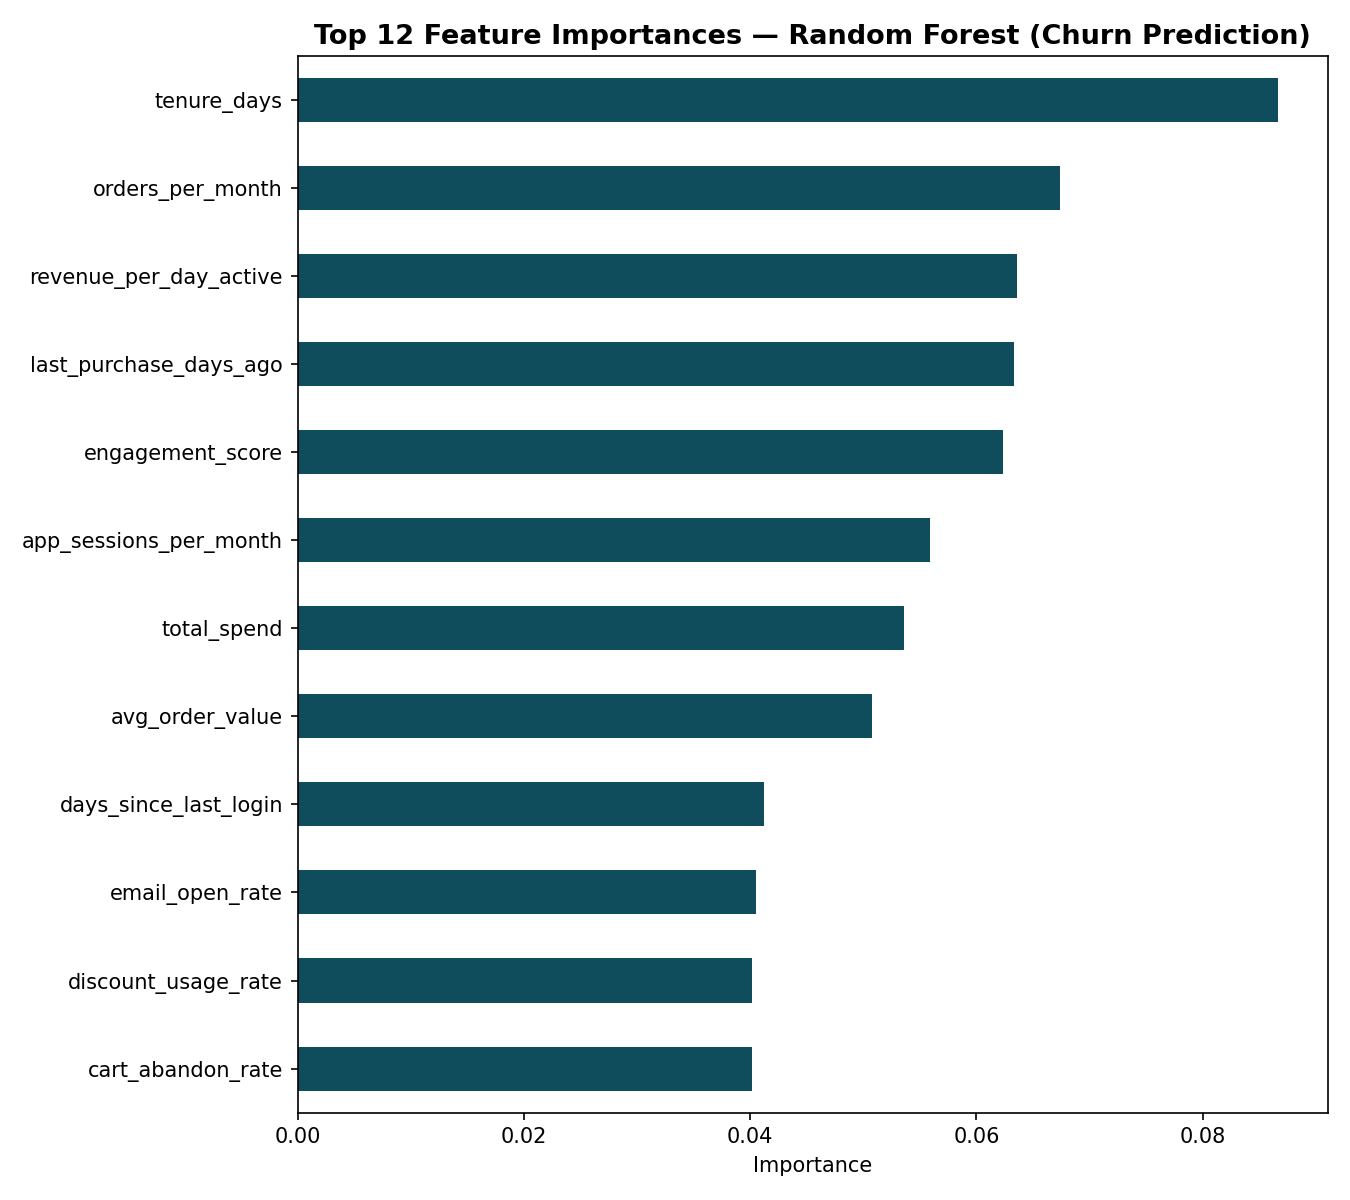 Top 12 Feature Importances — Random Forest (Churn Prediction)
tenure_days
orders_per_month
revenue_per_day_active
last_purchase_days_ago
engagement_score
app_sessions_per_month
total_spend
avg_order_value
days_since_last_login
email_open_rate
discount_usage_rate
cart_abandon_rate
0.00 0.02 0.04 0.06 0.08
Importance